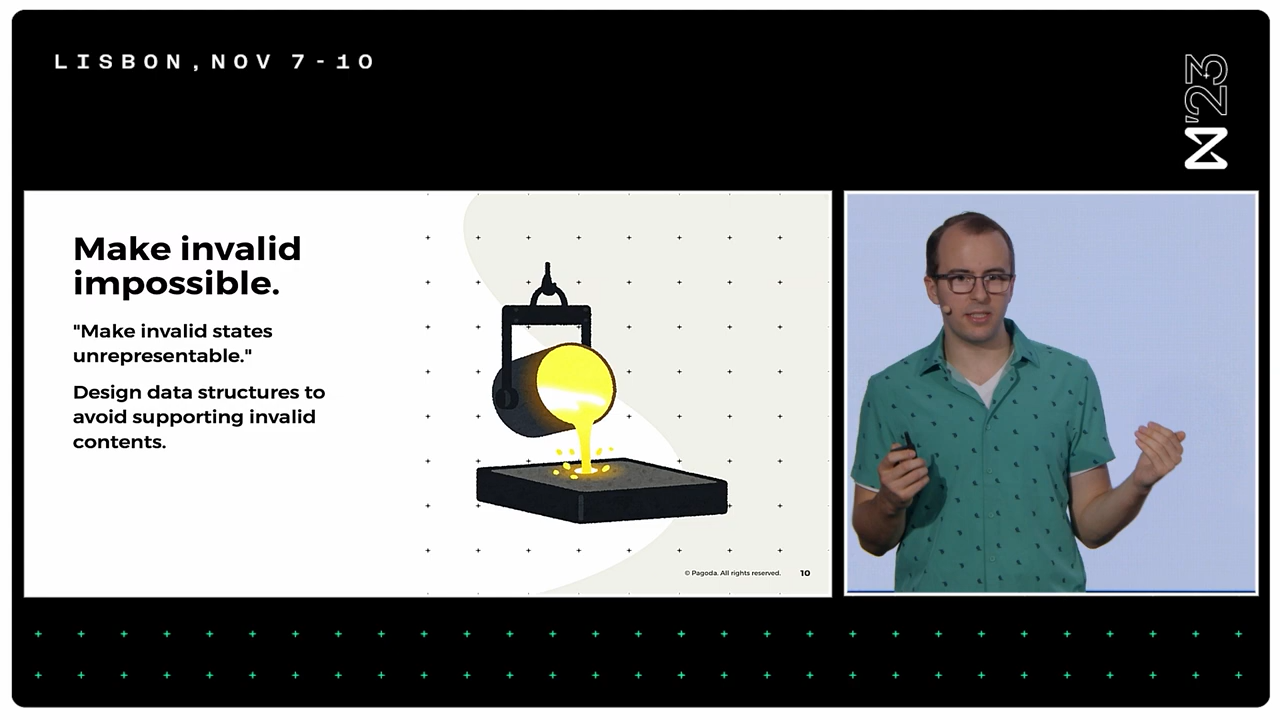 LISBON, NOV 7-10
'23
Make invalid
impossible.
"Make invalid states
unrepresentable."
Design data structures to
avoid supporting invalid
contents.
© Pagoda. All rights reserved.
10